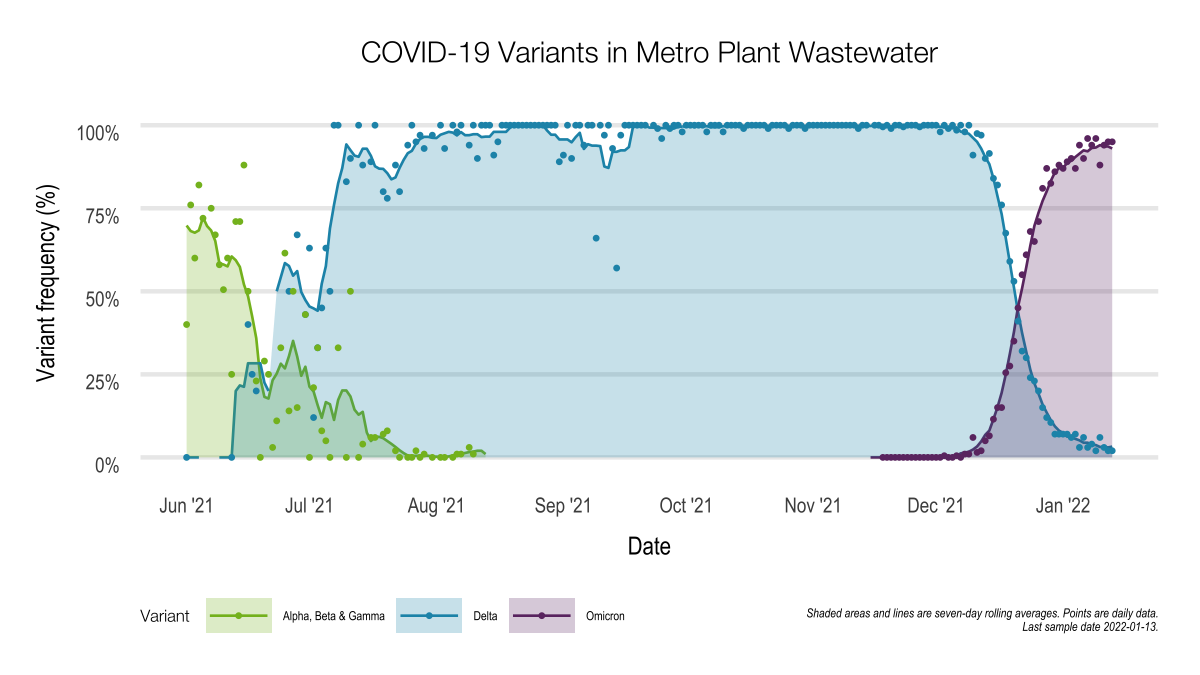 COVID-19 Variants in Metro Plant Wastewater
100%
75%
50%
25%
0%
Variant frequency (%)
Jun '21
Jul '21
Aug '21
Sep '21
Oct '21
Nov '21
Dec '21
Jan '22
Date
Variant
Alpha, Beta & Gamma
Delta
Omicron
Shaded areas and lines are seven-day rolling averages. Points are daily data.
Last sample date 2022-01-13.